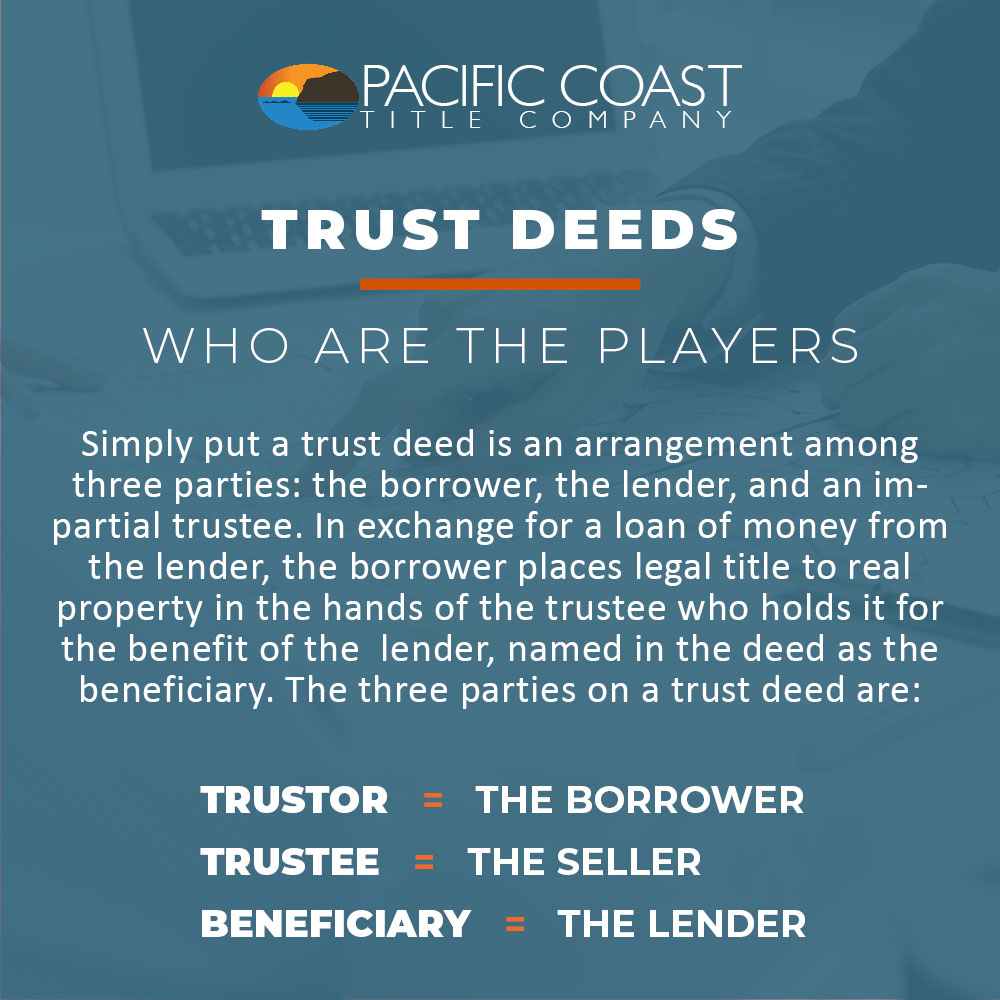 PACIFIC COAST
TITLE COMPANY
TRUST DEEDS
WHO ARE THE PLAYERS
Simply put a trust deed is an arrangement among
three parties: the borrower, the lender, and an im-
partial trustee. In exchange for a loan of money from
the lender, the borrower places legal title to real
property in the hands of the trustee who holds it for
the benefit of the  lender, named in the deed as the
beneficiary. The three parties on a trust deed are:
TRUSTOR = THE BORROWER
TRUSTEE = THE SELLER
BENEFICIARY = THE LENDER